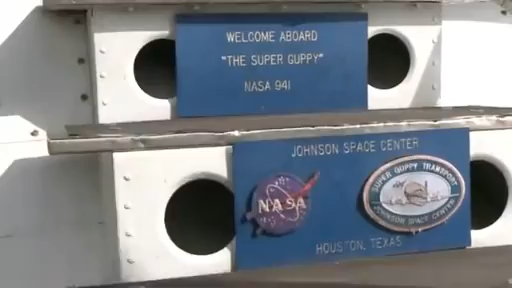 WELCOME ABOARD
"THE SUPER GUPPY"
NASA 941
JOHNSON SPACE CENTER
NASA
SUPER GUPPY TRANSPORT
JOHNSON SPACE CENTER
HOUSTON, TEXAS